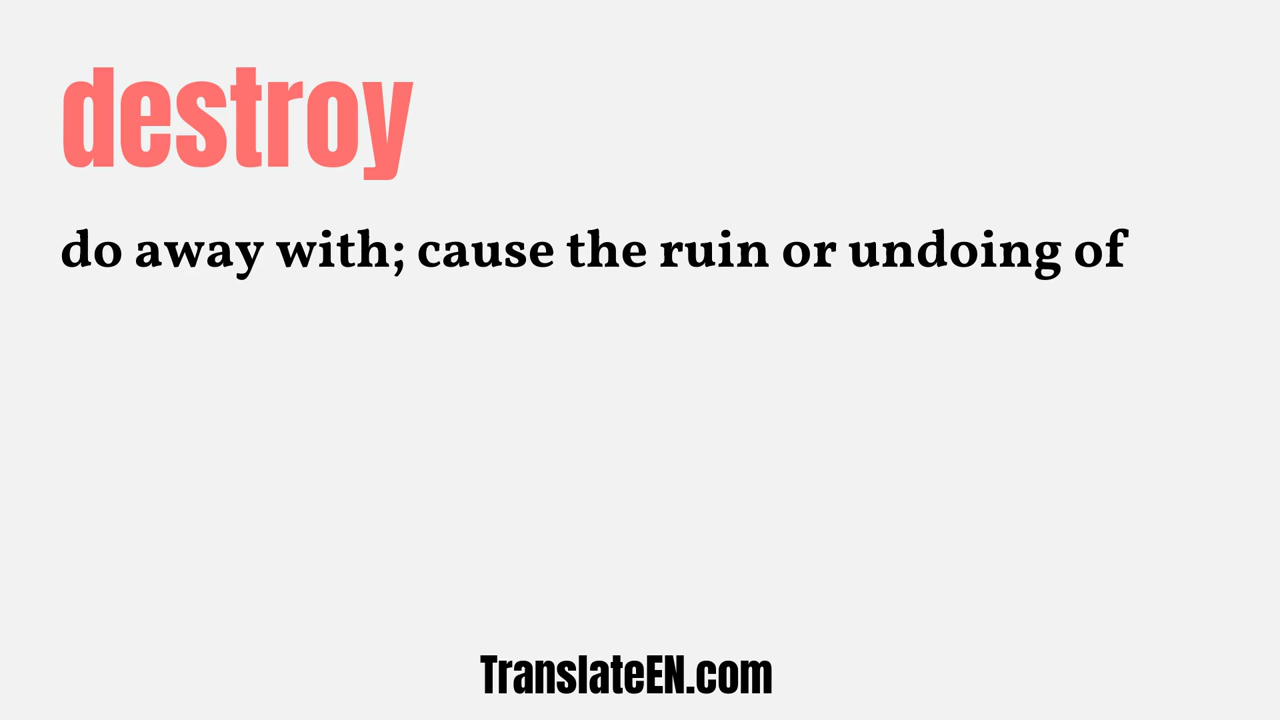 destroy
do away with; cause the ruin or undoing of
TranslateEN.com